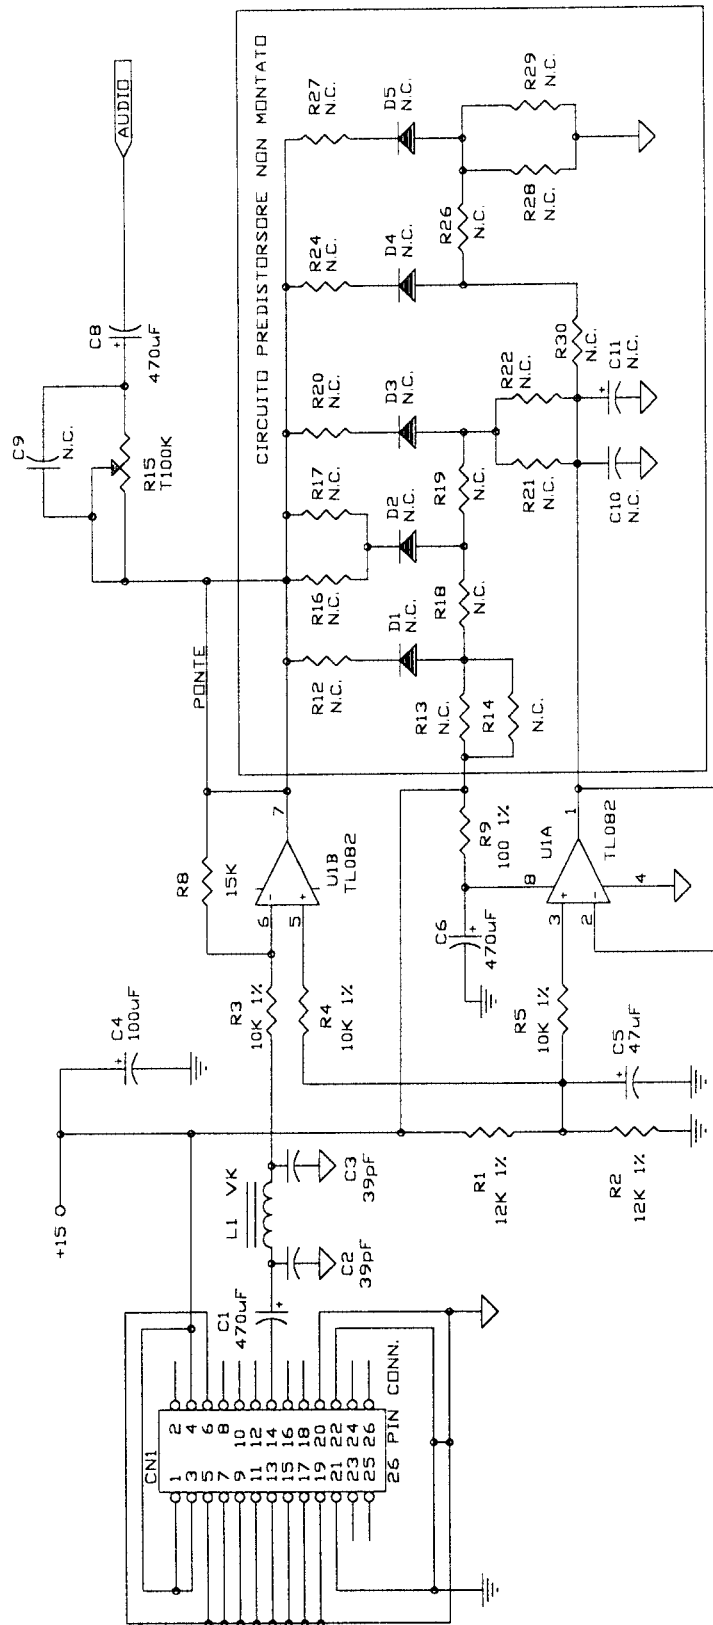 AUDIO
C8
470uF
C9
N.C.
R15
T100K
CIRCUITO PREDISTORSORE NON MONTATO
R27
N.C.
R24
N.C.
R20
N.C.
R17
N.C.
R16
N.C.
R12
N.C.
D5
N.C.
D4
N.C.
D3
N.C.
D2
N.C.
D1
N.C.
R29
N.C.
R28
N.C.
R26
N.C.
R19
N.C.
R18
N.C.
R13
N.C.
R14
N.C.
R22
N.C.
R21
N.C.
R30
N.C.
C11
N.C.
C10
N.C.
PONTE
R8
15K
6
5
7
-
+
U1B
TL082
R3
10K 1%
R4
10K 1%
R9
100 1%
C6
470uF
U1A
TL082
8
4
3
2
1
+
-
R5
10K 1%
C5
47uF
C4
100uF
+15
R1
12K 1%
R2
12K 1%
L1 VK
C3
39pF
C2
39pF
C1
470uF
CN1
1 2
3 4
5 6
7 8
9 10
11 12
13 14
15 16
17 18
19 20
21 22
23 24
25 26
26 PIN CONN.